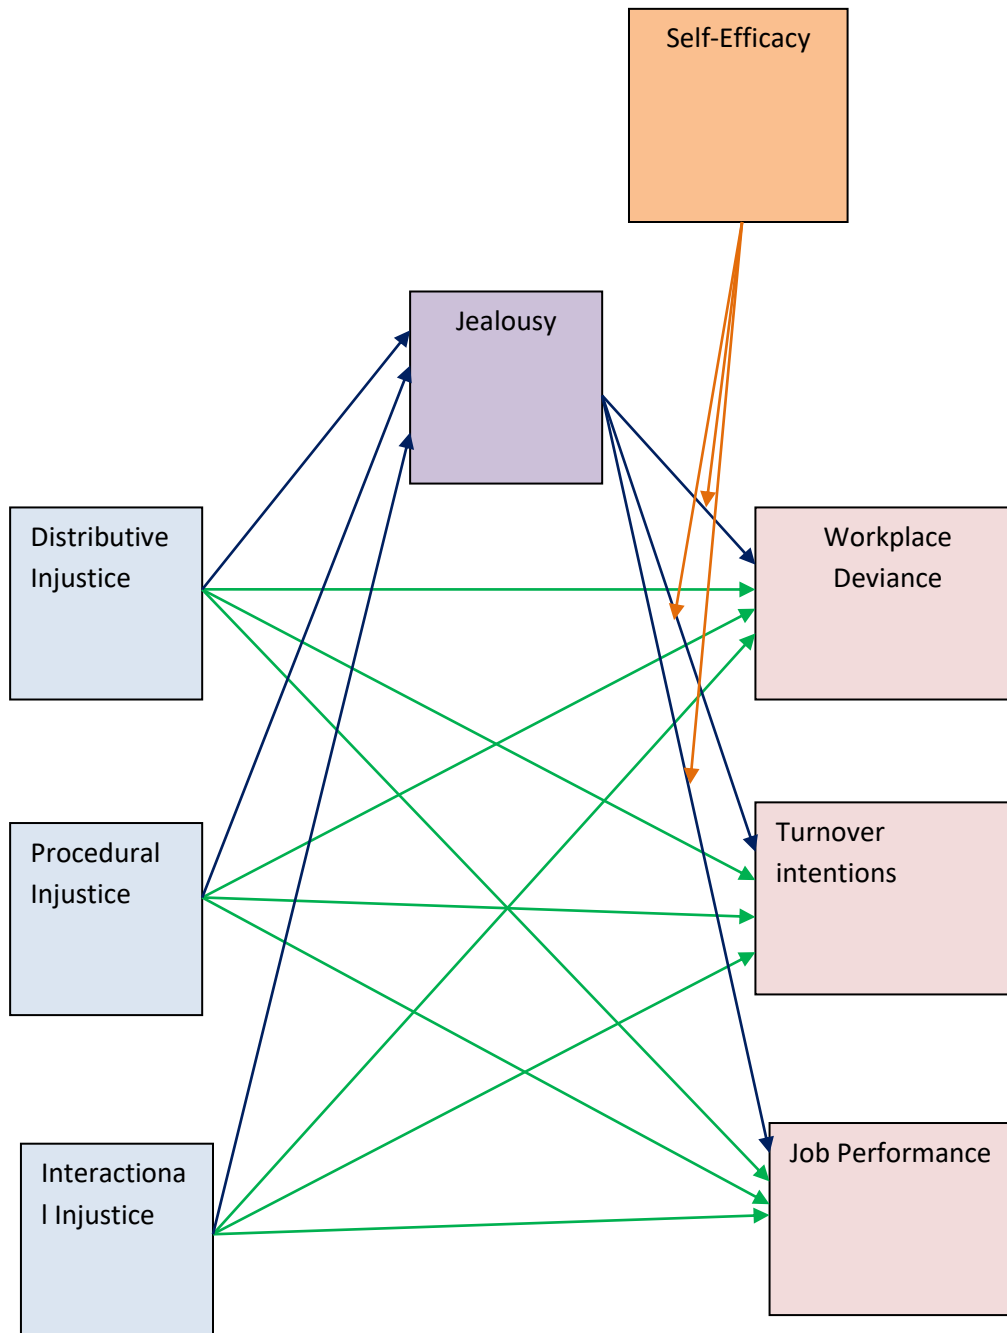 Self-Efficacy
Jealousy
Distributive
Injustice
Workplace
Deviance
Procedural
Injustice
Turnover
intentions
Interactiona
l Injustice
Job Performance